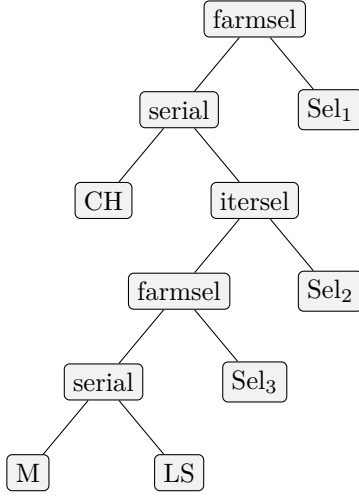 farmsel
serial Sel₁
CH itersel
farmsel Sel₂
serial Sel₃
M LS